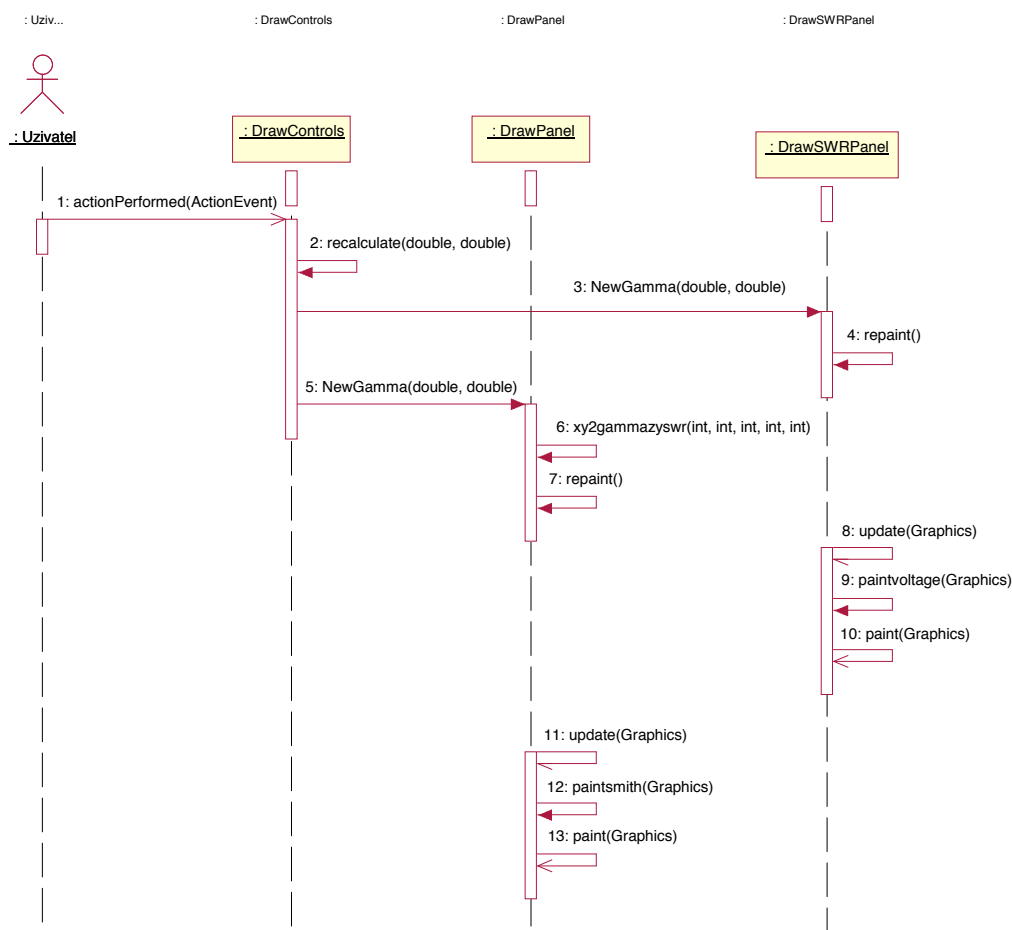 : Uziv...
: DrawControls
: DrawPanel
: DrawSWRPanel
: Uzivatel
: DrawControls
: DrawPanel
: DrawSWRPanel
1: actionPerformed(ActionEvent)
2: recalculate(double, double)
3: NewGamma(double, double)
4: repaint()
5: NewGamma(double, double)
6: xy2gammazyswr(int, int, int, int, int)
7: repaint()
8: update(Graphics)
9: paintvoltage(Graphics)
10: paint(Graphics)
11: update(Graphics)
12: paintsmith(Graphics)
13: paint(Graphics)